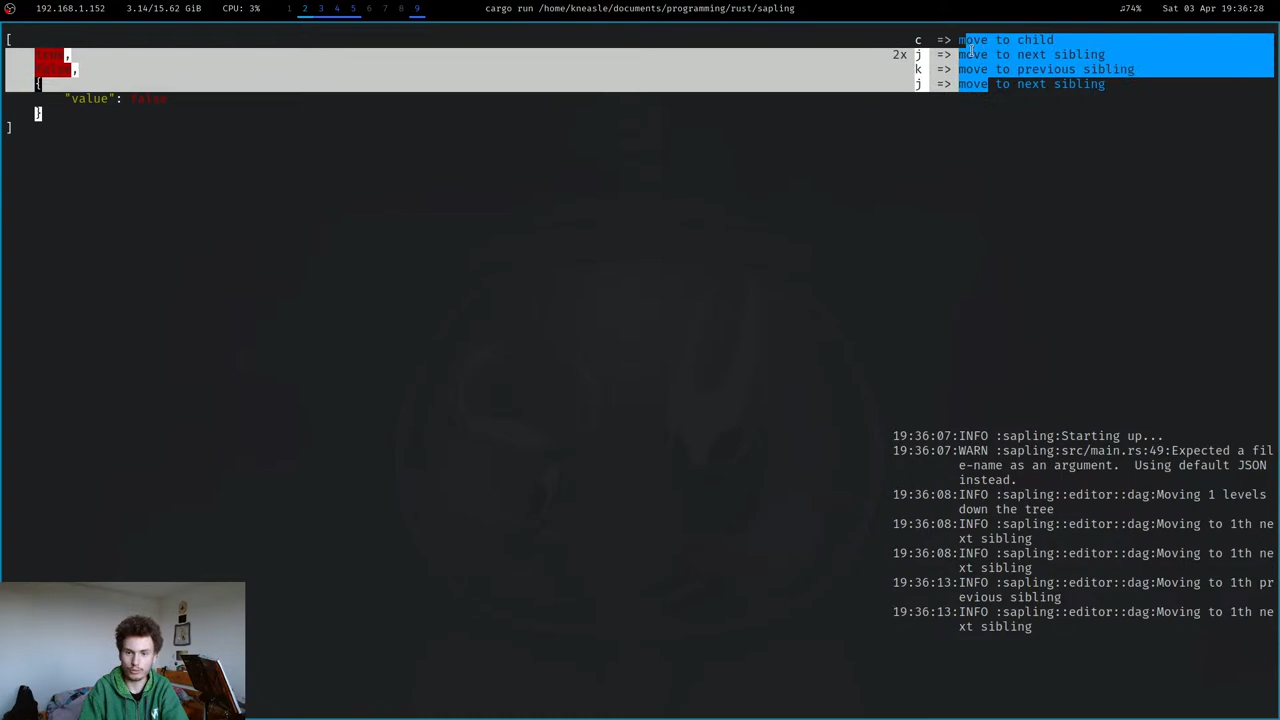 192.168.1.152 3.14/15.62 GiB CPU: 3% 1 2 3 4 5 6 7 8 9 cargo run /home/kneasle/documents/programming/rust/sapling ♫74% Sat 03 Apr 19:36:28
[ c => move to child
true, 2x j => move to next sibling
false, k => move to previous sibling
{ j => move to next sibling
"value": false
}
]
19:36:07:INFO :sapling:Starting up...
19:36:07:WARN :sapling:src/main.rs:49:Expected a fil
e-name as an argument.  Using default JSON
instead.
19:36:08:INFO :sapling::editor::dag:Moving 1 levels
down the tree
19:36:08:INFO :sapling::editor::dag:Moving to 1th ne
xt sibling
19:36:08:INFO :sapling::editor::dag:Moving to 1th ne
xt sibling
19:36:13:INFO :sapling::editor::dag:Moving to 1th pr
evious sibling
19:36:13:INFO :sapling::editor::dag:Moving to 1th ne
xt sibling